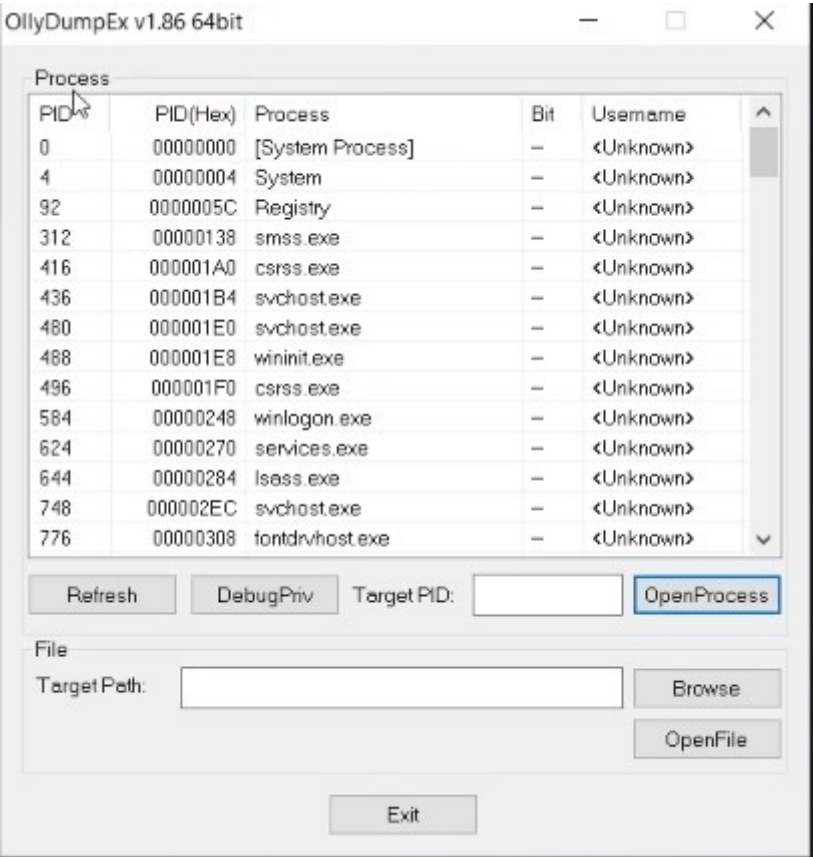 OllyDumpEx v1.86 64bit
Process
PID PID(Hex) Process Bit Username
0 00000000 [System Process] -- <Unknown>
4 00000004 System -- <Unknown>
92 0000005C Registry -- <Unknown>
312 00000138 smss.exe -- <Unknown>
416 000001A0 csrss.exe -- <Unknown>
436 000001B4 svchost.exe -- <Unknown>
480 000001E0 svchost.exe -- <Unknown>
488 000001E8 wininit.exe -- <Unknown>
496 000001F0 csrss.exe -- <Unknown>
584 00000248 winlogon.exe -- <Unknown>
624 00000270 services.exe -- <Unknown>
644 00000284 lsass.exe -- <Unknown>
748 000002EC svchost.exe -- <Unknown>
776 00000308 fontdrvhost.exe -- <Unknown>
Refresh DebugPriv Target PID: OpenProcess
File
Target Path: Browse
OpenFile
Exit